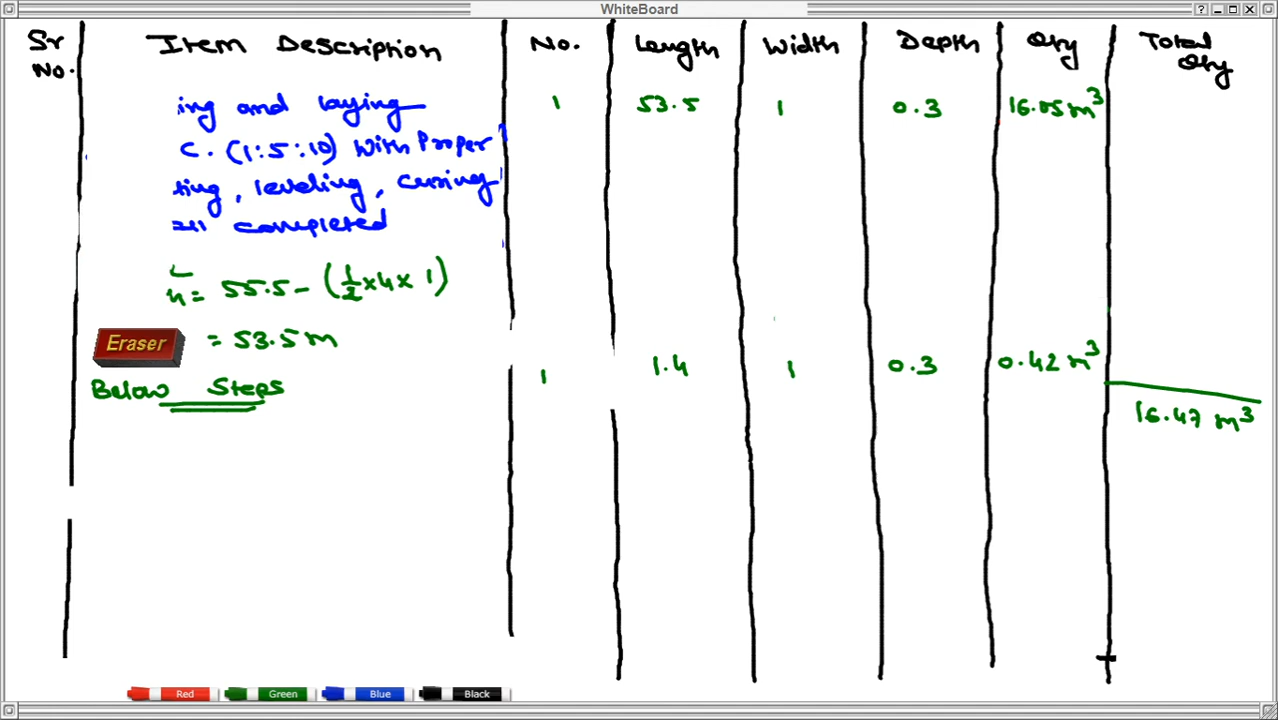 WhiteBoard
Sr No. Item Description No. Length Width Depth Qty Total Qty
ing and laying 1 53.5 1 0.3 16.05 m³
C. (1:5:10) With Proper
ting, leveling, curing
completed
= 55.5 - (1/2 x 4 x 1)
Eraser = 53.5 m
Below Steps 1 1.4 1 0.3 0.42 m³
16.47 m³
Red Green Blue Black